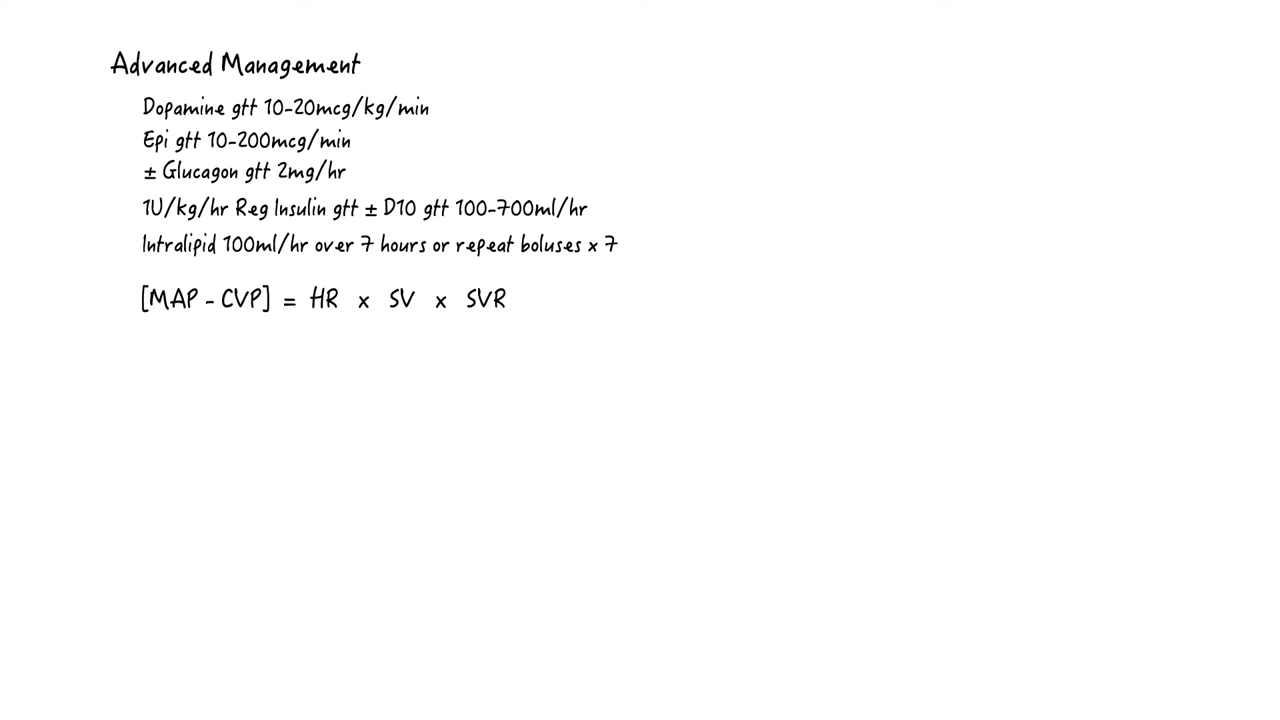 Advanced Management
Dopamine gtt 10-20mcg/kg/min
Epi gtt 10-200mcg/min
± Glucagon gtt 2mg/hr
1U/kg/hr Reg Insulin gtt ± D10 gtt 100-700ml/hr
Intralipid 100ml/hr over 7 hours or repeat boluses x 7
[MAP - CVP] = HR x SV x SVR